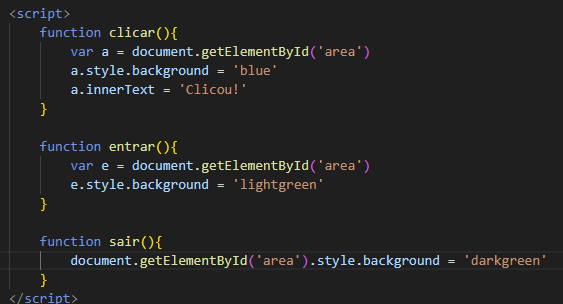 <script>
    function clicar(){
        var a = document.getElementById('area')
        a.style.background = 'blue'
        a.innerText = 'Clicou!'
    }

    function entrar(){
        var e = document.getElementById('area')
        e.style.background = 'lightgreen'
    }

    function sair(){
        document.getElementById('area').style.background = 'darkgreen'
    }
</script>